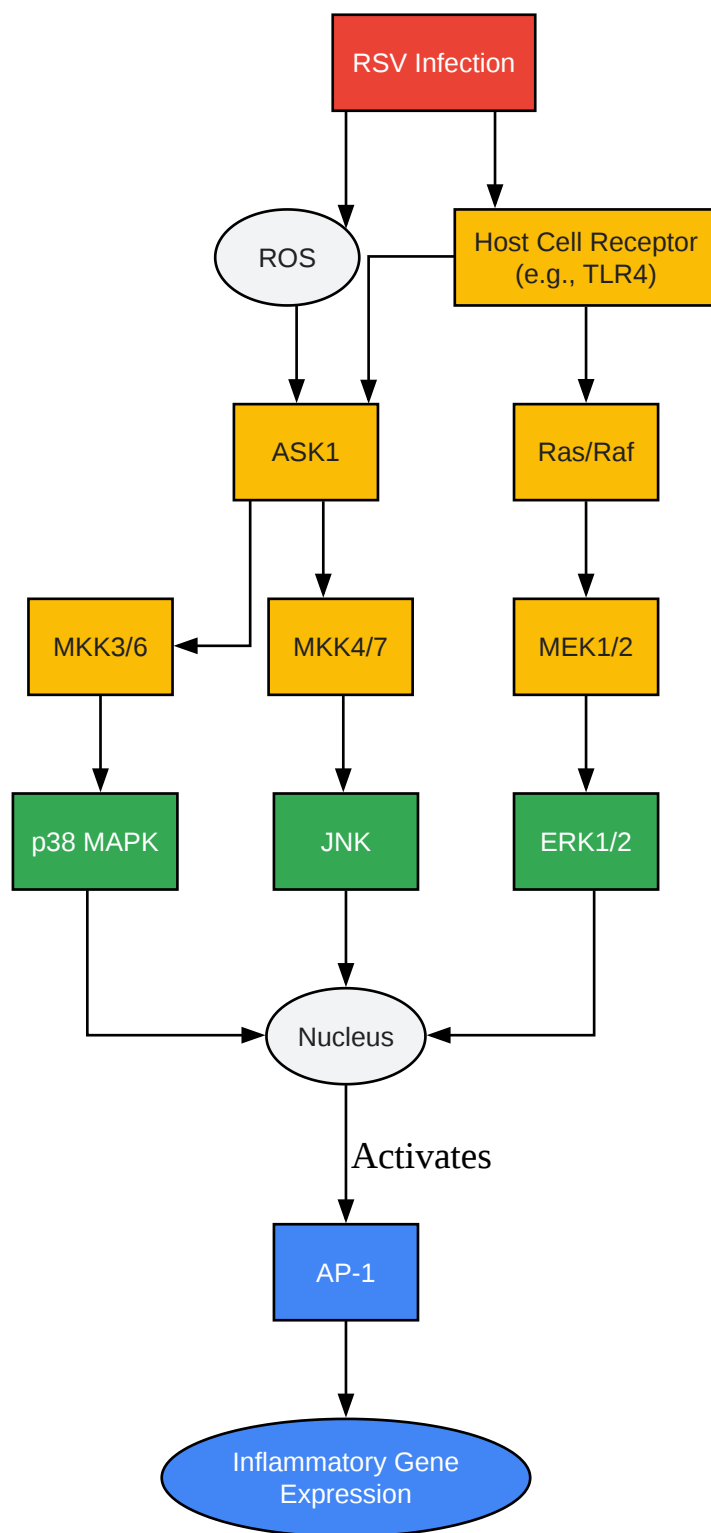 RSV Infection
ROS
Host Cell Receptor
(e.g., TLR4)
ASK1
Ras/Raf
MKK3/6
MKK4/7
MEK1/2
p38 MAPK
JNK
ERK1/2
Nucleus
Activates
AP-1
Inflammatory Gene
Expression